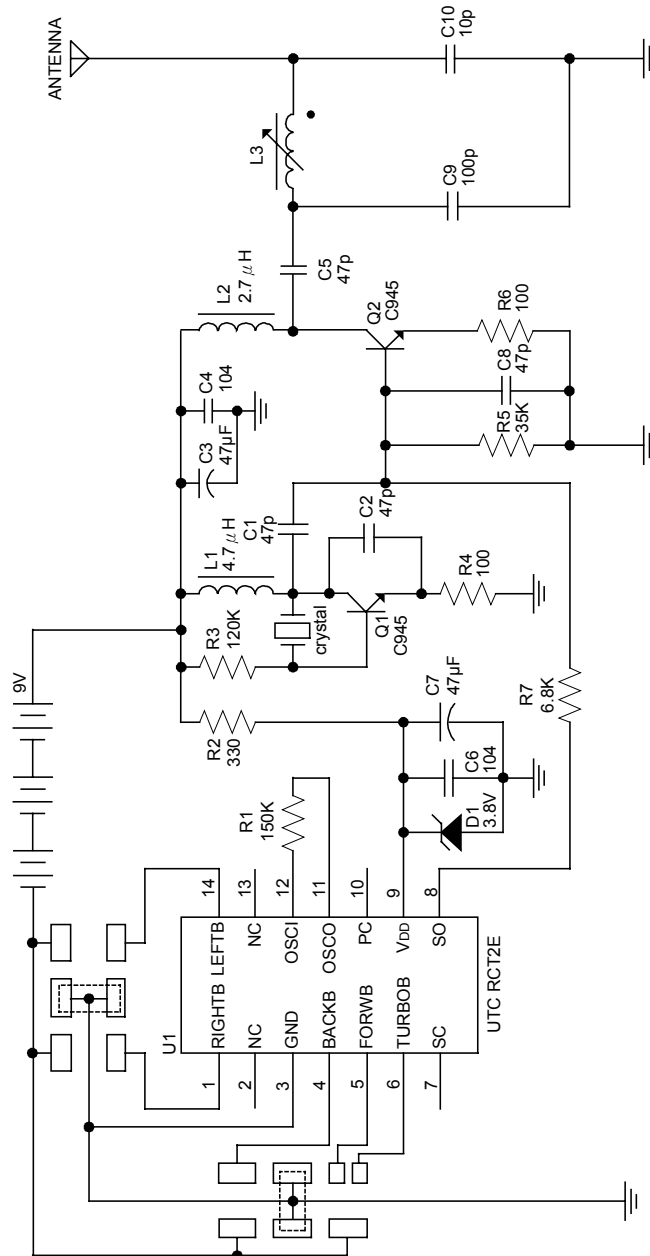 ANTENNA
C10
10p
L3
C9
100p
C5
47p
L2
2.7μH
Q2
C945
R6
100
C8
47p
R5
35K
C4
104
C3
47μF
C1
47p
L1
4.7μH
C2
47p
R4
100
crystal
Q1
C945
R3
120K
9V
R2
330
C7
47μF
C6
104
D1
3.8V
R7
6.8K
R1
150K
U1
UTC RCT2E
1 RIGHTB LEFTB 14
2 NC NC 13
3 GND OSCI 12
4 BACKB OSCO 11
5 FORWB PC 10
6 TURBOB VDD 9
7 SC SO 8